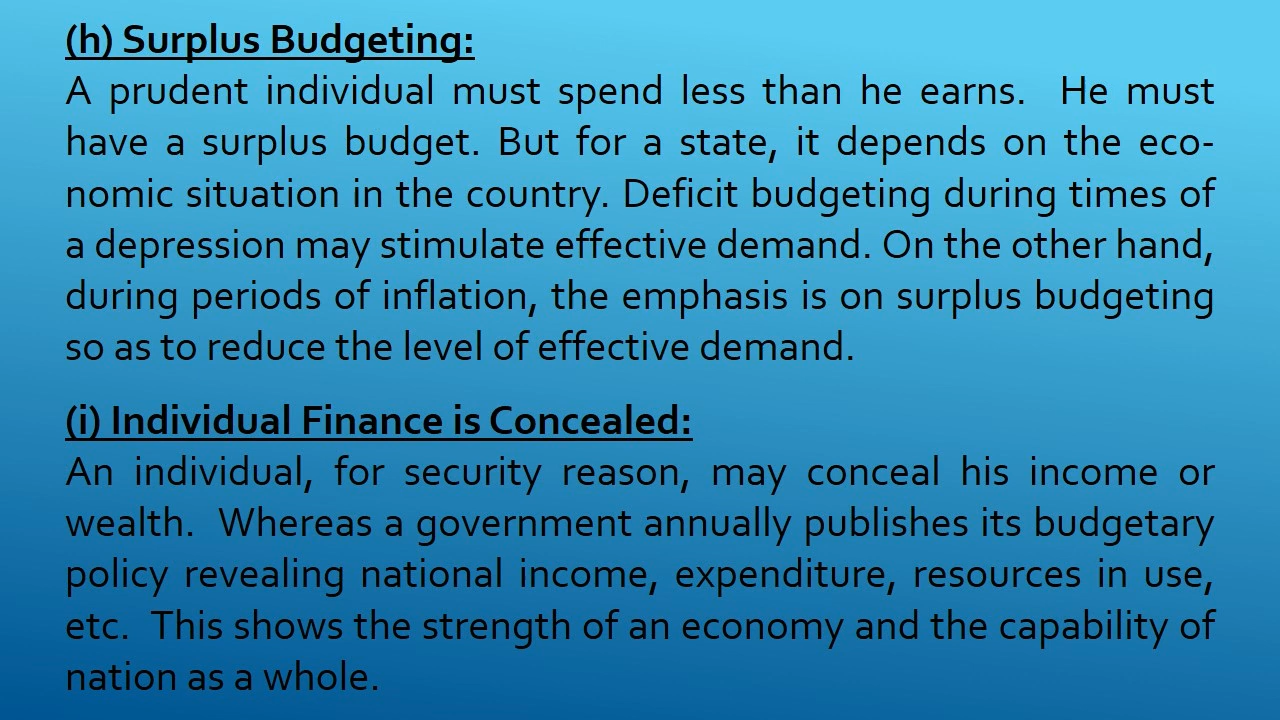 (h) Surplus Budgeting:
A prudent individual must spend less than he earns.  He must
have a surplus budget. But for a state, it depends on the eco-
nomic situation in the country. Deficit budgeting during times of
a depression may stimulate effective demand. On the other hand,
during periods of inflation, the emphasis is on surplus budgeting
so as to reduce the level of effective demand.
(i) Individual Finance is Concealed:
An individual, for security reason, may conceal his income or
wealth.  Whereas a government annually publishes its budgetary
policy revealing national income, expenditure, resources in use,
etc.  This shows the strength of an economy and the capability of
nation as a whole.